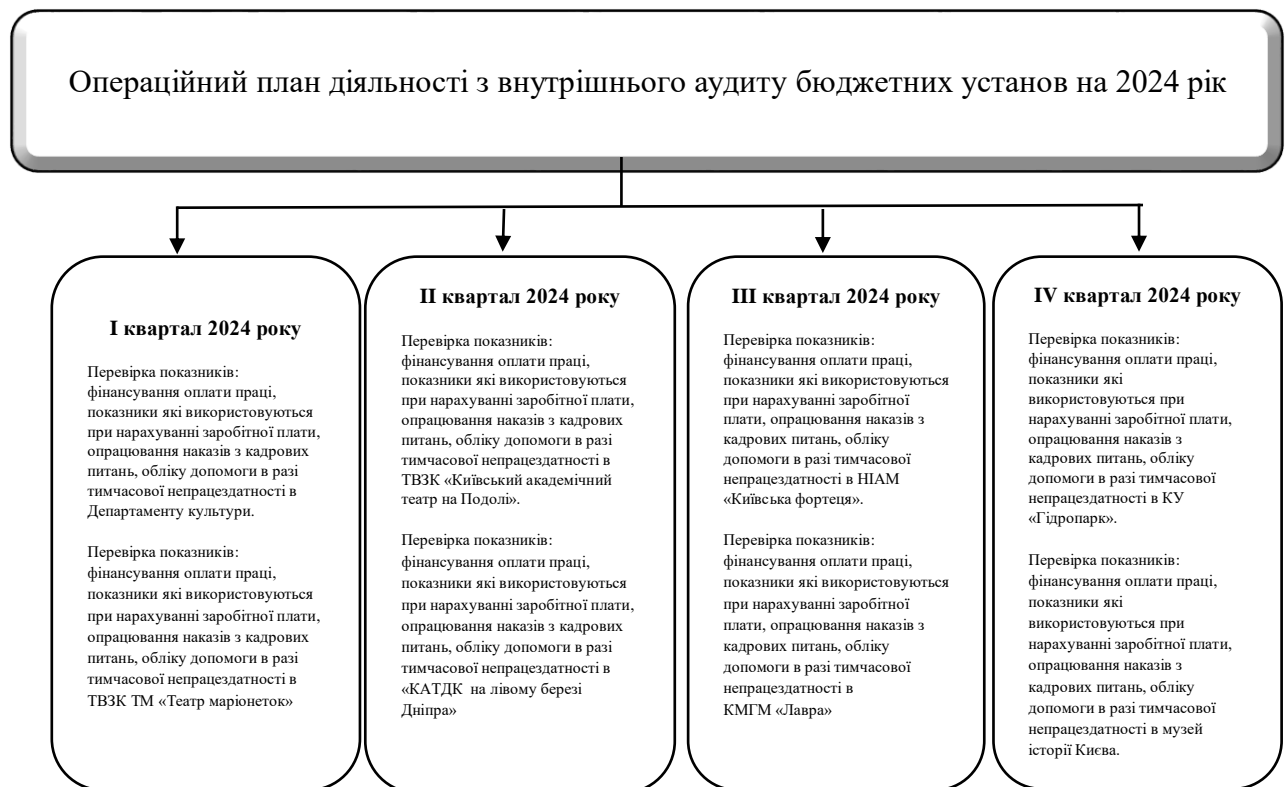 Операційний план діяльності з внутрішнього аудиту бюджетних установ на 2024 рік
I квартал 2024 року
Перевірка показників:
фінансування оплати праці,
показники які використовуються
при нарахуванні заробітної плати,
опрацювання наказів з кадрових
питань, обліку допомоги в разі
тимчасової непрацездатності в
Департаменту культури.
Перевірка показників:
фінансування оплати праці,
показники які використовуються
при нарахуванні заробітної плати,
опрацювання наказів з кадрових
питань, обліку допомоги в разі
тимчасової непрацездатності в
ТВЗК ТМ «Театр маріонеток»
II квартал 2024 року
Перевірка показників:
фінансування оплати праці,
показники які використовуються
при нарахуванні заробітної плати,
опрацювання наказів з кадрових
питань, обліку допомоги в разі
тимчасової непрацездатності в
ТВЗК «Київський академічний
театр на Подолі».
Перевірка показників:
фінансування оплати праці,
показники які використовуються
при нарахуванні заробітної плати,
опрацювання наказів з кадрових
питань, обліку допомоги в разі
тимчасової непрацездатності в
«КАТДК на лівому березі
Дніпра»
III квартал 2024 року
Перевірка показників:
фінансування оплати праці,
показники які використовуються
при нарахуванні заробітної
плати, опрацювання наказів з
кадрових питань, обліку
допомоги в разі тимчасової
непрацездатності в НІАМ
«Київська фортеця».
Перевірка показників:
фінансування оплати праці,
показники які використовуються
при нарахуванні заробітної
плати, опрацювання наказів з
кадрових питань, обліку
допомоги в разі тимчасової
непрацездатності в
КМГМ «Лавра»
IV квартал 2024 року
Перевірка показників:
фінансування оплати праці,
показники які
використовуються при
нарахуванні заробітної плати,
опрацювання наказів з
кадрових питань, обліку
допомоги в разі тимчасової
непрацездатності в КУ
«Гідропарк».
Перевірка показників:
фінансування оплати праці,
показники які
використовуються при
нарахуванні заробітної плати,
опрацювання наказів з
кадрових питань, обліку
допомоги в разі тимчасової
непрацездатності в музей
історії Києва.